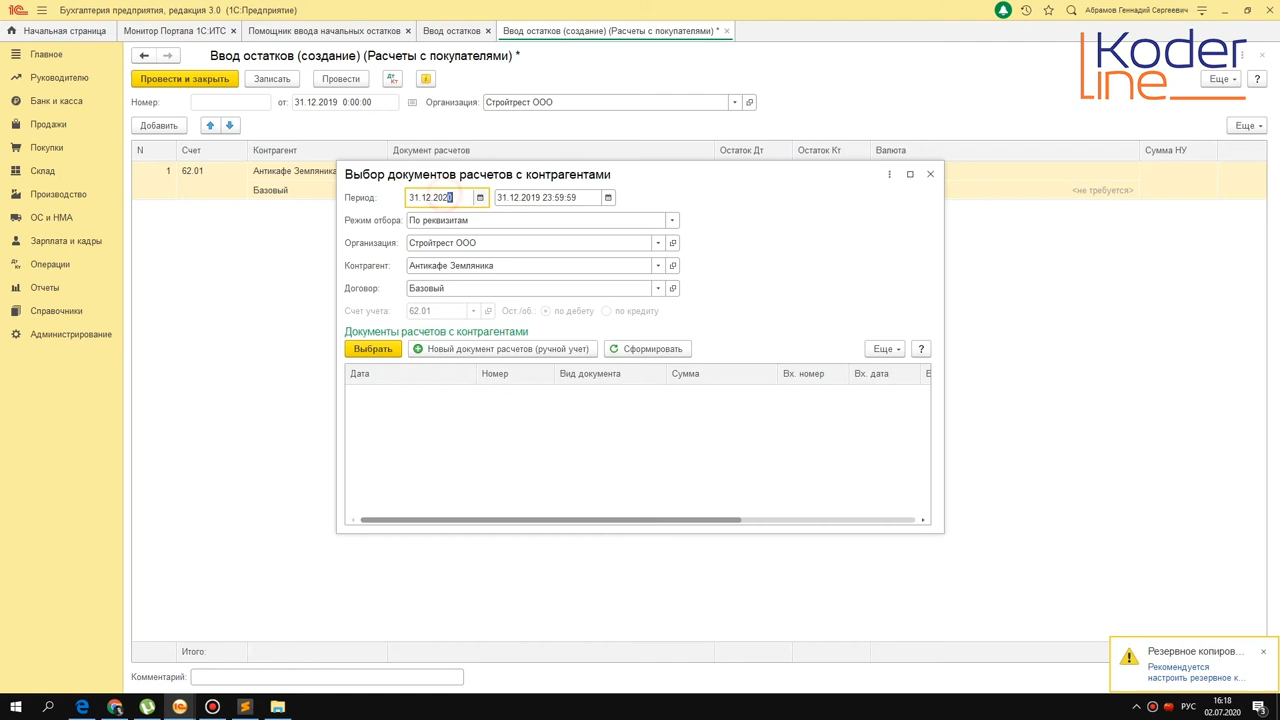 Бухгалтерия предприятия, редакция 3.0 (1С:Предприятие)
Абрамов Геннадий Сергеевич
Начальная страница
Монитор Портала 1С:ИТС ×
Помощник ввода начальных остатков ×
Ввод остатков ×
Ввод остатков (создание) (Расчеты с покупателями) * ×
Главное
Руководителю
Банк и касса
Продажи
Покупки
Склад
Производство
ОС и НМА
Зарплата и кадры
Операции
Отчеты
Справочники
Администрирование
Ввод остатков (создание) (Расчеты с покупателями) *
Koder
line
Провести и закрыть
Записать
Провести
Дт Кт
Еще
?
Номер:
от:
31.12.2019 0:00:00
Организация:
Стройтрест ООО
Добавить
Еще
N
Счет
Контрагент
Документ расчетов
Остаток Дт
Остаток Кт
Валюта
Сумма НУ
1
62.01
Антикафе Земляника
Базовый
<не требуется>
Выбор документов расчетов с контрагентами
Период:
31.12.2020
31.12.2019 23:59:59
Режим отбора:
По реквизитам
Организация:
Стройтрест ООО
Контрагент:
Антикафе Земляника
Договор:
Базовый
Счет учета:
62.01
Ост./об.:
по дебету
по кредиту
Документы расчетов с контрагентами
Выбрать
Новый документ расчетов (ручной учет)
Сформировать
Еще
?
Дата
Номер
Вид документа
Сумма
Вх. номер
Вх. дата
Итого:
Комментарий:
Резервное копиров...
Рекомендуется
настроить резервное к...
РУС
16:18
02.07.2020
3